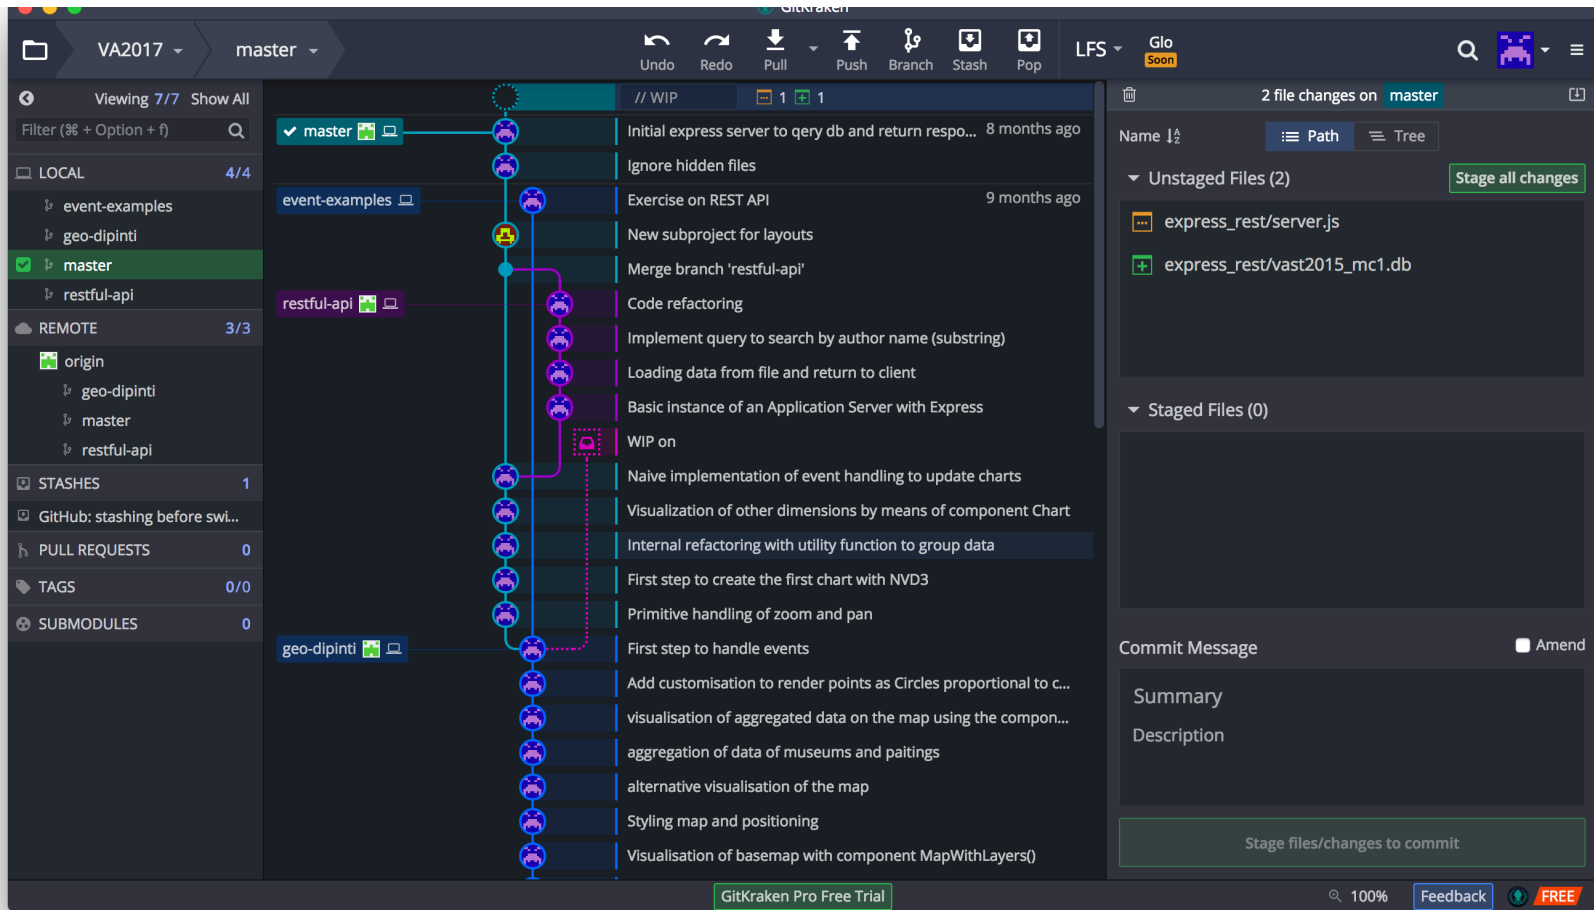 GitKraken
VA2017
master
Undo
Redo
Pull
Push
Branch
Stash
Pop
LFS
Glo
Soon
Viewing 7/7 Show All
Filter (⌘ + Option + f)
LOCAL 4/4
event-examples
geo-dipinti
master
restful-api
REMOTE 3/3
origin
geo-dipinti
master
restful-api
STASHES 1
GitHub: stashing before swi...
PULL REQUESTS 0
TAGS 0/0
SUBMODULES 0
// WIP 1 1
master Initial express server to qery db and return respo... 8 months ago
Ignore hidden files
event-examples Exercise on REST API 9 months ago
New subproject for layouts
Merge branch 'restful-api'
restful-api Code refactoring
Implement query to search by author name (substring)
Loading data from file and return to client
Basic instance of an Application Server with Express
WIP on
Naive implementation of event handling to update charts
Visualization of other dimensions by means of component Chart
Internal refactoring with utility function to group data
First step to create the first chart with NVD3
Primitive handling of zoom and pan
geo-dipinti First step to handle events
Add customisation to render points as Circles proportional to c...
visualisation of aggregated data on the map using the compon...
aggregation of data of museums and paitings
alternative visualisation of the map
Styling map and positioning
Visualisation of basemap with component MapWithLayers()
2 file changes on master
Name Path Tree
Unstaged Files (2) Stage all changes
express_rest/server.js
express_rest/vast2015_mc1.db
Staged Files (0)
Commit Message Amend
Summary
Description
Stage files/changes to commit
GitKraken Pro Free Trial 100% Feedback FREE